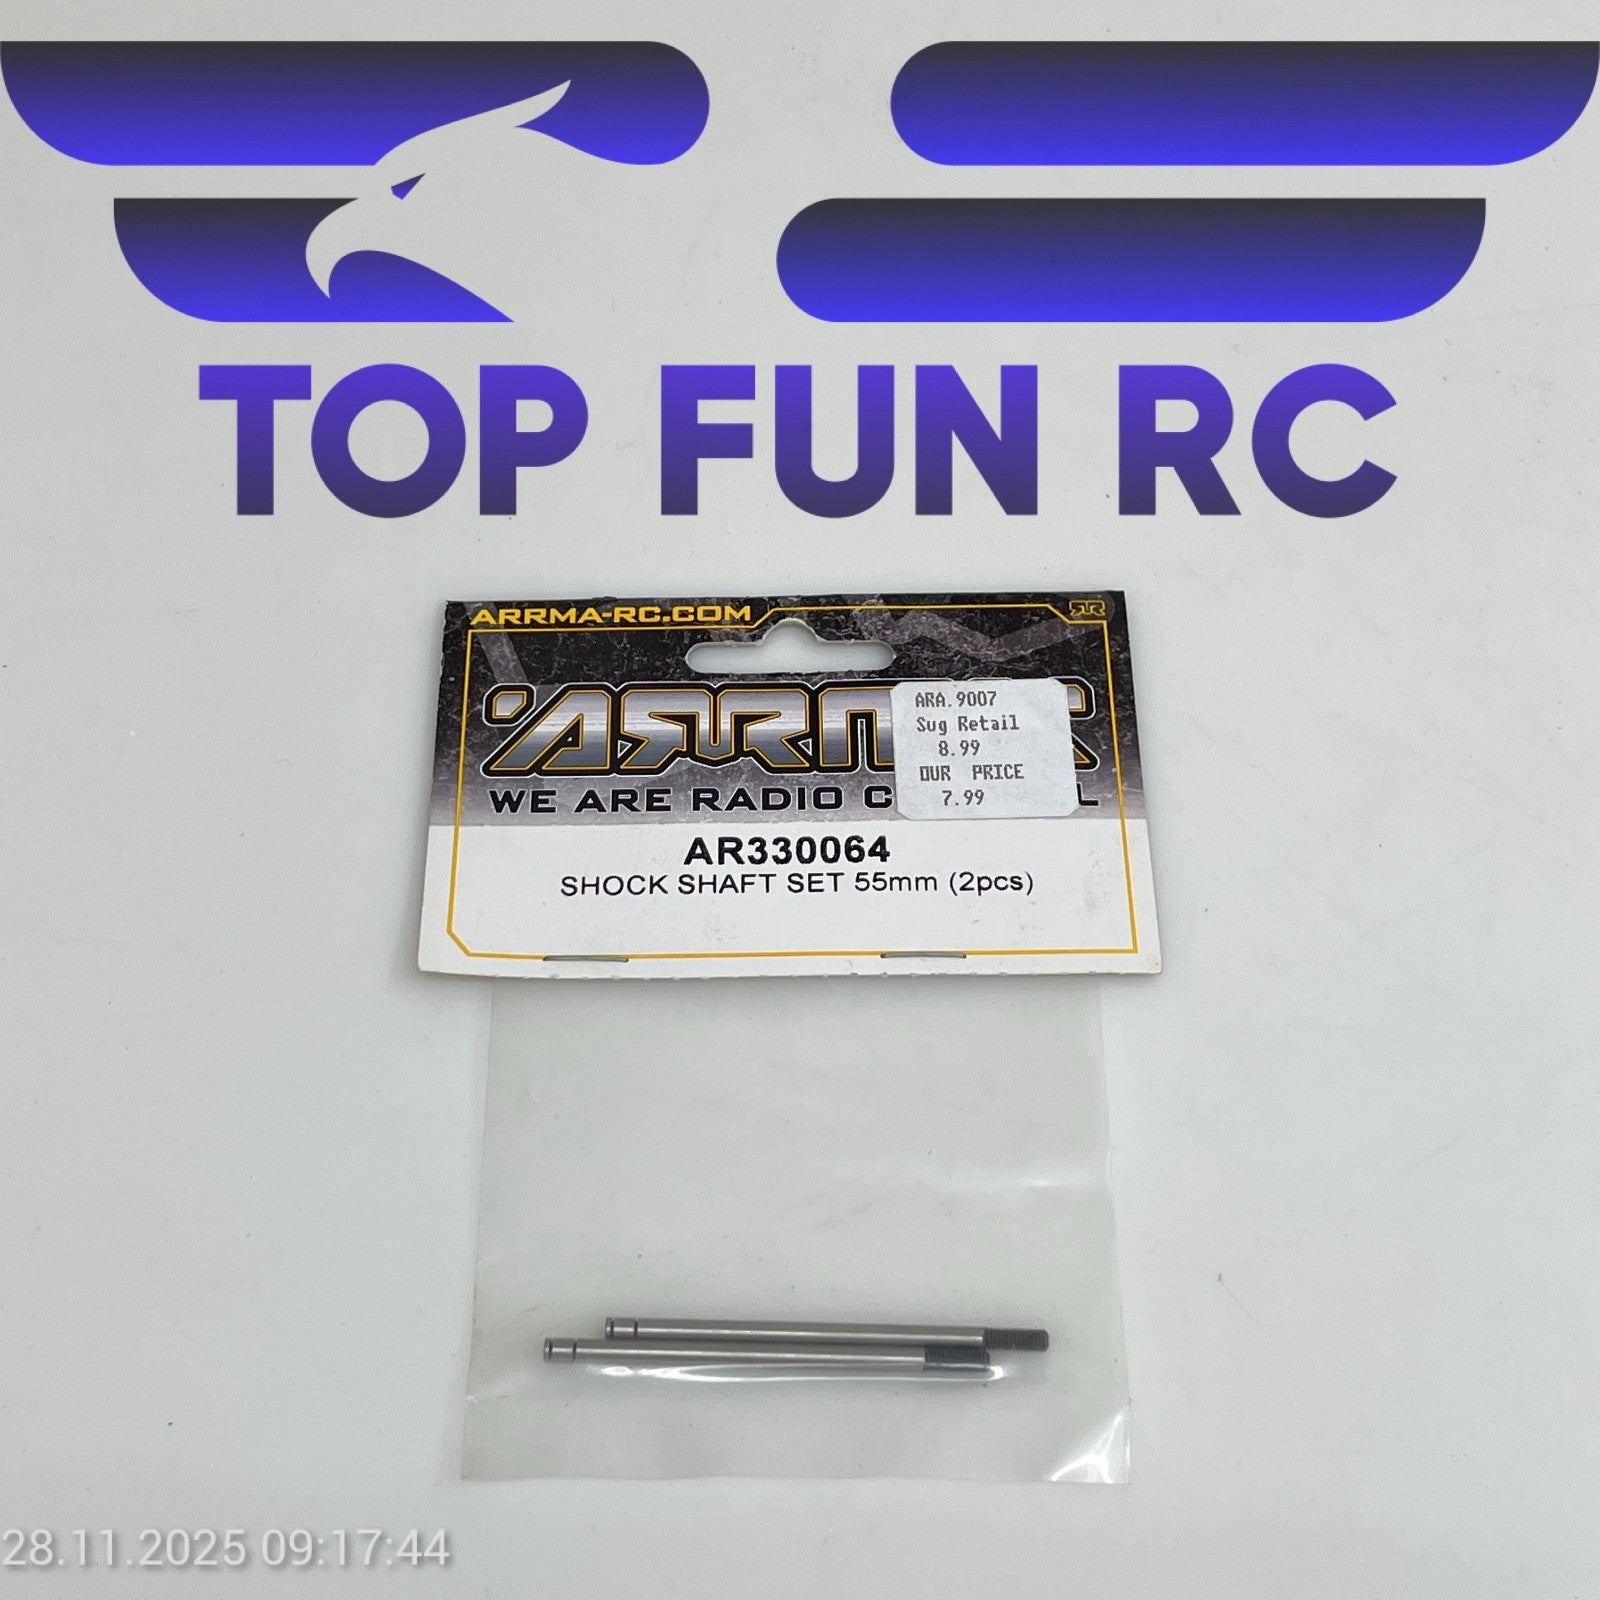 TOP FUN RC
ARRMA-RC.COM
ARA.9007
Sug Retail
8.99
OUR PRICE
7.99
WE ARE RADIO
AR330064
SHOCK SHAFT SET 55mm (2pcs)
28.11.2025 09:17:44